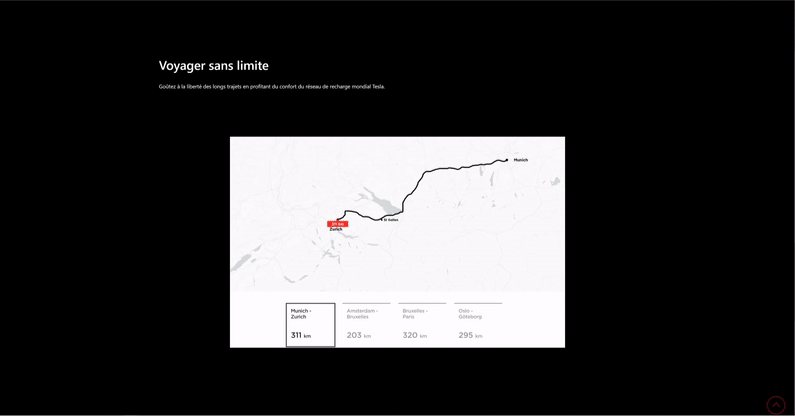 Voyager sans limite
Goûtez à la liberté des longs trajets en profitant du confort du réseau de recharge mondial Tesla.
Munich
St Gallen
311 km
Zurich
Munich -
Zurich
311 km
Amsterdam -
Bruxelles
203 km
Bruxelles -
Paris
320 km
Oslo -
Göteborg
295 km